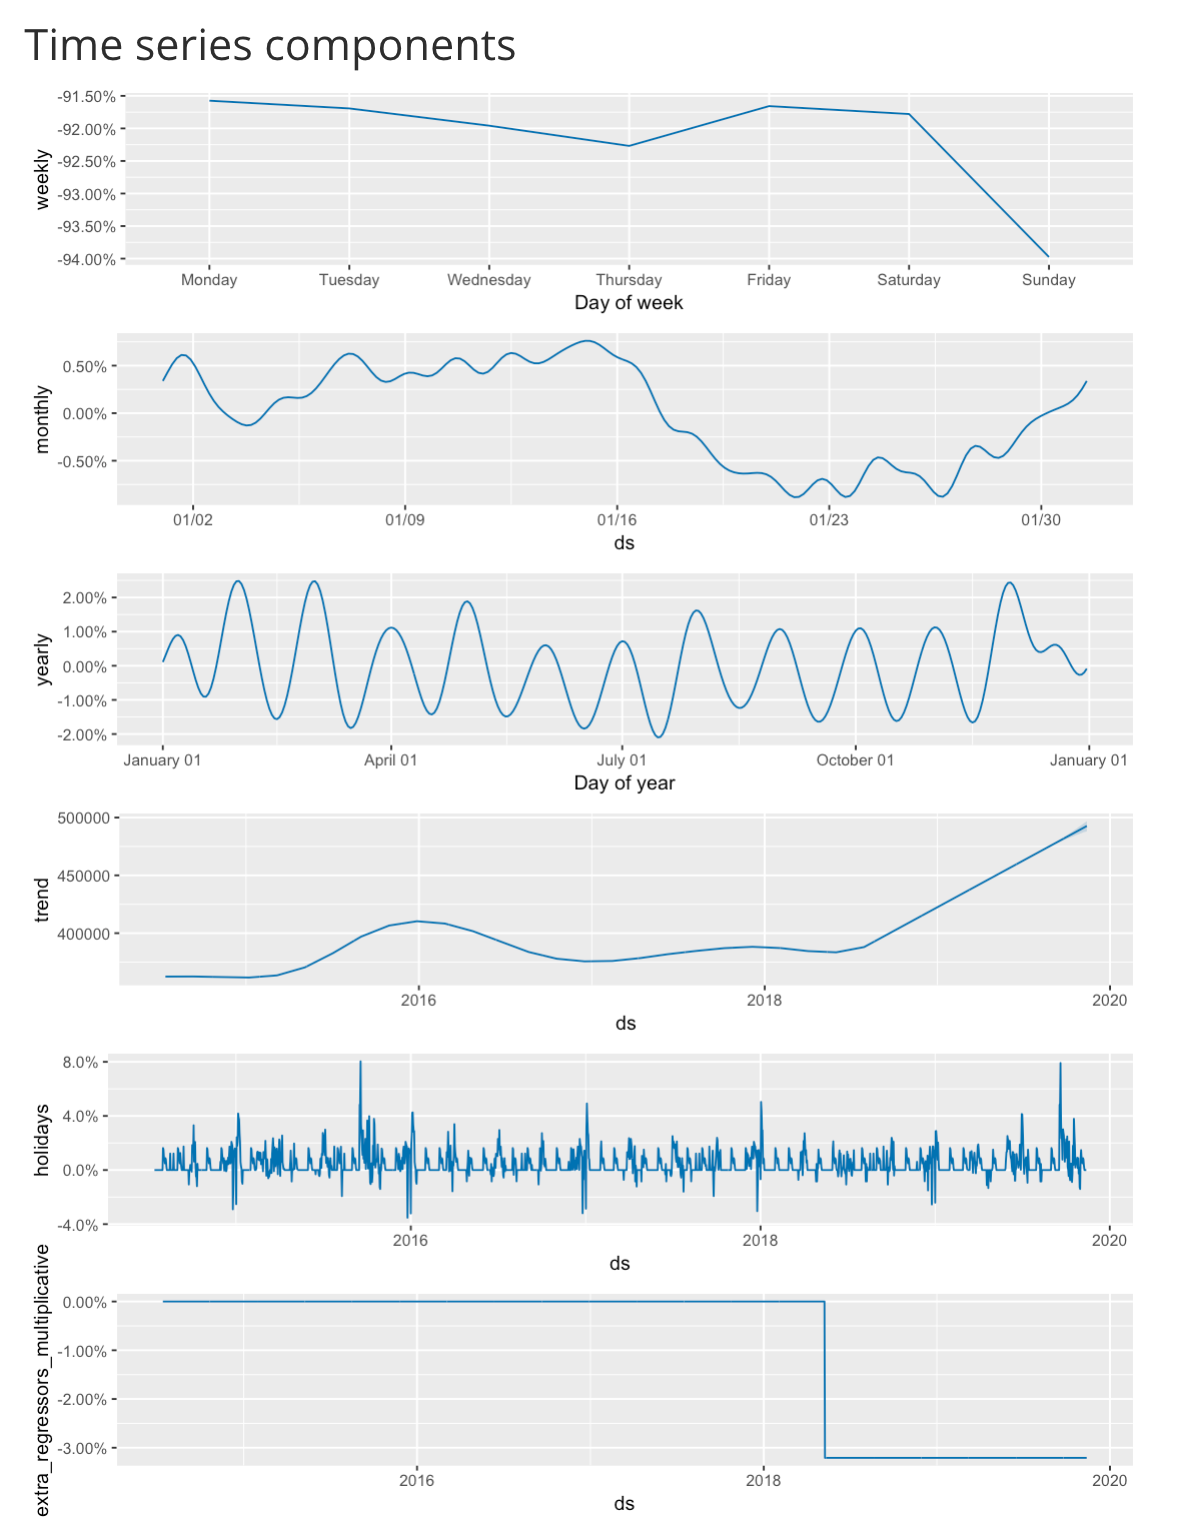 Time series components
-91.50%
-92.00%
-92.50%
-93.00%
-93.50%
-94.00%
weekly
Monday Tuesday Wednesday Thursday Friday Saturday Sunday
Day of week
0.50%
0.00%
-0.50%
monthly
01/02 01/09 01/16 01/23 01/30
ds
2.00%
1.00%
0.00%
-1.00%
-2.00%
yearly
January 01 April 01 July 01 October 01 January 01
Day of year
500000
450000
400000
trend
2016 2018 2020
ds
8.0%
4.0%
0.0%
-4.0%
holidays
2016 2018 2020
ds
0.00%
-1.00%
-2.00%
-3.00%
extra_regressors_multiplicative
2016 2018 2020
ds